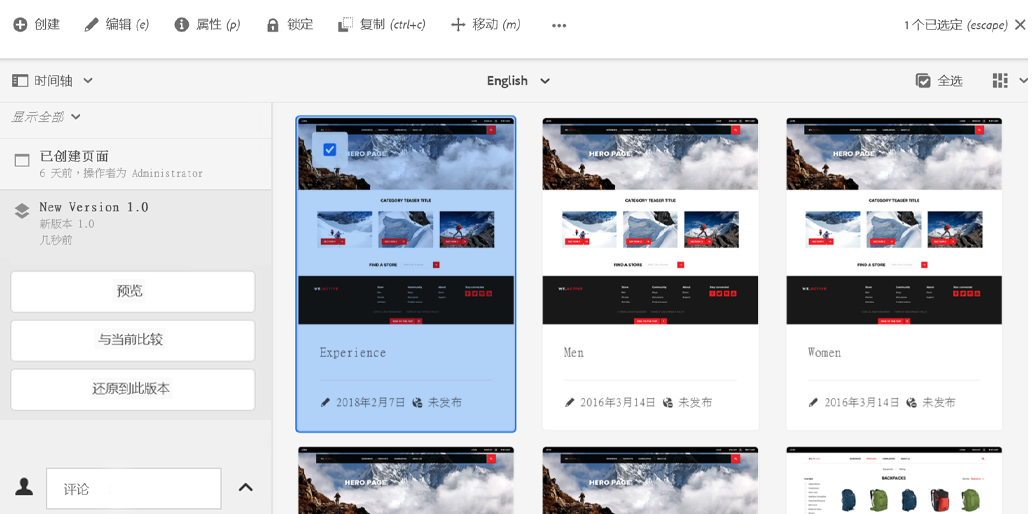 创建 编辑 (e) 属性 (p) 锁定 复制 (ctrl+c) 移动 (m) ••• 1 个已选定 (escape)
时间轴 English 全选
显示全部
已创建页面
6 天前，操作者为 Administrator
New Version 1.0
新版本 1.0
几秒前
预览
与当前比较
还原到此版本
评论
HERO PAGE
CATEGORY TEASER TITLE
FIND A STORE
Experience
2018年2月7日 未发布
HERO PAGE
CATEGORY TEASER TITLE
FIND A STORE
Men
2016年3月14日 未发布
HERO PAGE
CATEGORY TEASER TITLE
FIND A STORE
Women
2016年3月14日 未发布
HERO PAGE
HERO PAGE
BACKPACKS